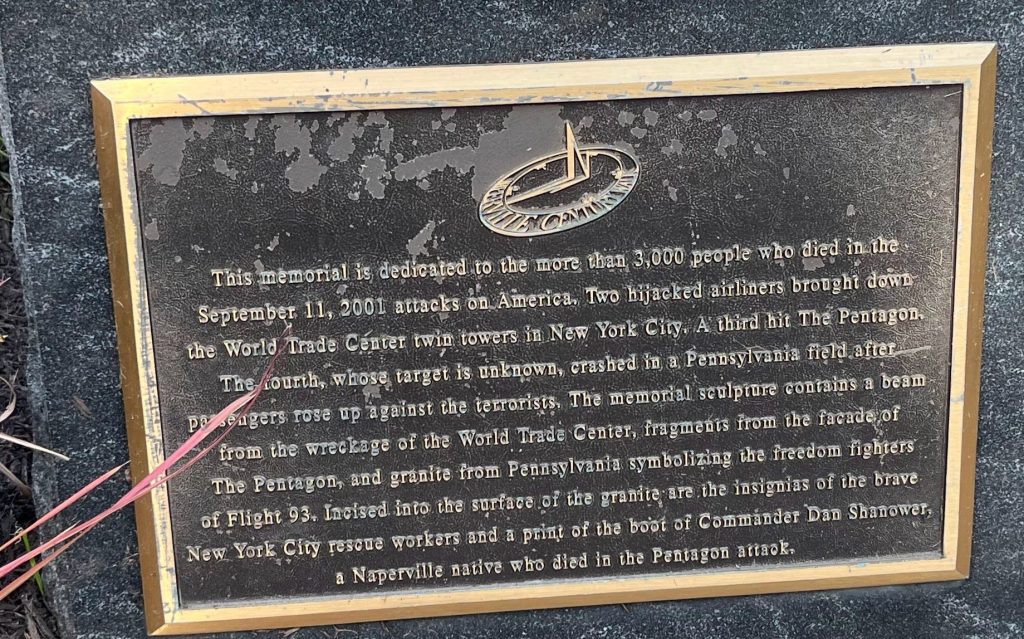 CENTURY
This memorial is dedicated to the more than 3,000 people who died in the
September 11, 2001 attacks on America. Two hijacked airliners brought down
the World Trade Center twin towers in New York City. A third hit The Pentagon.
The fourth, whose target is unknown, crashed in a Pennsylvania field after
passengers rose up against the terrorists. The memorial sculpture contains a beam
from the wreckage of the World Trade Center, fragments from the facade of
The Pentagon, and granite from Pennsylvania symbolizing the freedom fighters
of Flight 93. Incised into the surface of the granite are the insignias of the brave
New York City rescue workers and a print of the boot of Commander Dan Shanower,
a Naperville native who died in the Pentagon attack.